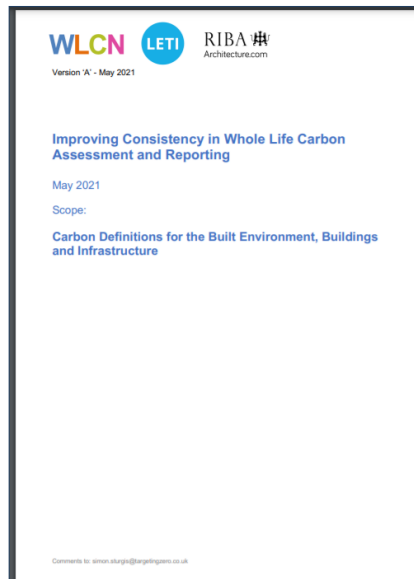 WLCN
LETI
RIBA
Architecture.com
Version 'A' - May 2021
Improving Consistency in Whole Life Carbon
Assessment and Reporting
May 2021
Scope:
Carbon Definitions for the Built Environment, Buildings
and Infrastructure
Comments to: simon.sturgis@targetingzero.co.uk